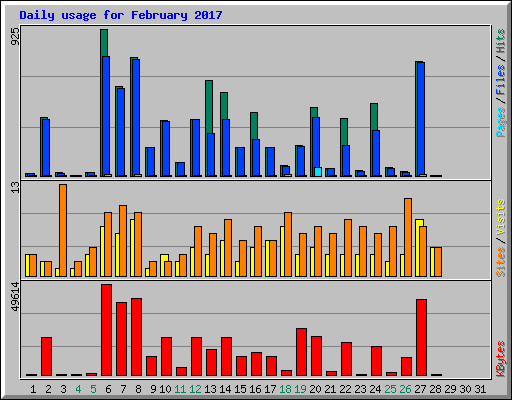 Daily usage for February 2017
925
Pages / Files / Hits
13
Sites / Visits
49614
KBytes
1 2 3 4 5 6 7 8 9 10 11 12 13 14 15 16 17 18 19 20 21 22 23 24 25 26 27 28 29 30 31